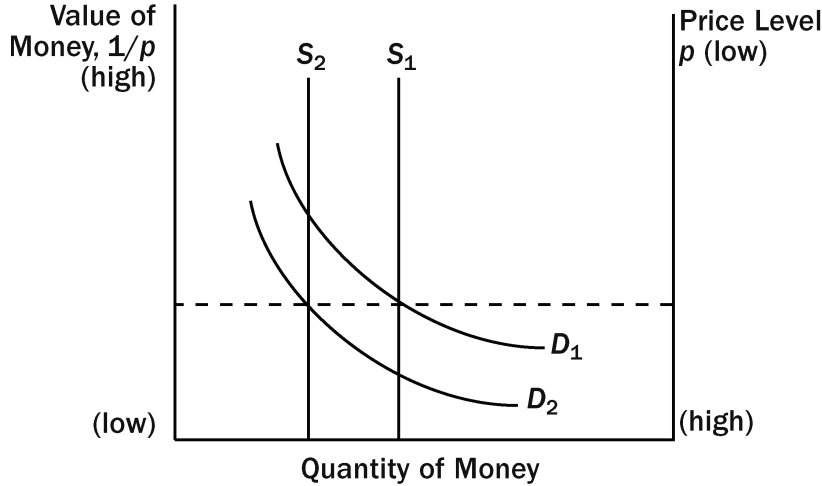 Value of
Money, 1/p
(high)
Price Level
p (low)
S₂
S₁
D₁
D₂
(low)
(high)
Quantity of Money